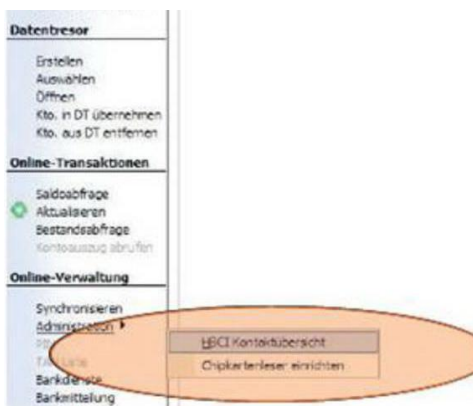 Datentresor
Erstellen
Auswählen
Öffnen
Kto. in DT übernehmen
Kto. aus DT entfernen
Online-Transaktionen
Saldoabfrage
Aktualisieren
Bestandsabfrage
Kontoauszug abrufen
Online-Verwaltung
Synchronisieren
Administration
HBCI Kontaktübersicht
Chipkartenleser einrichten
Bankdienste
Bankmitteilung